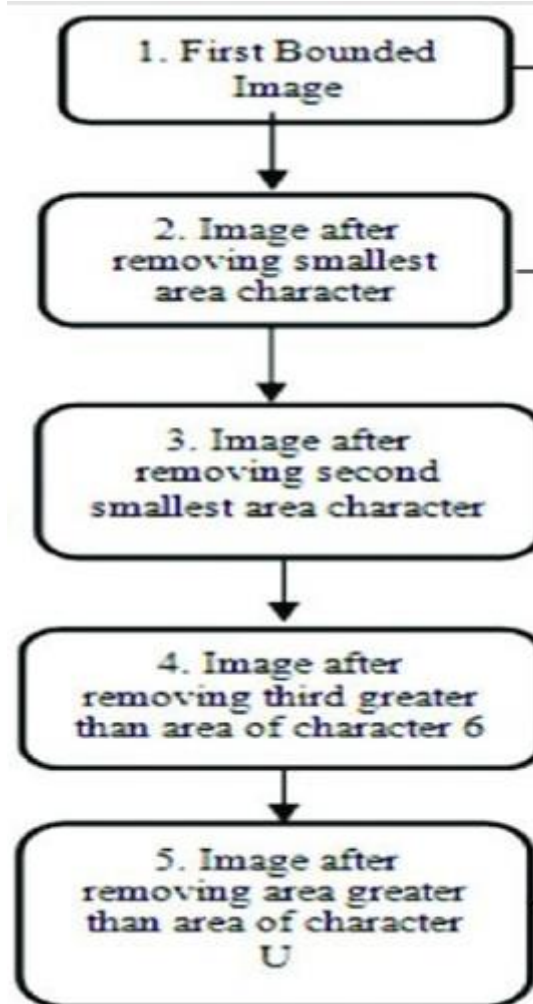 1. First Bounded
Image
2. Image after
removing smallest
area character
3. Image after
removing second
smallest area character
4. Image after
removing third greater
than area of character 6
5. Image after
removing area greater
than area of character
U